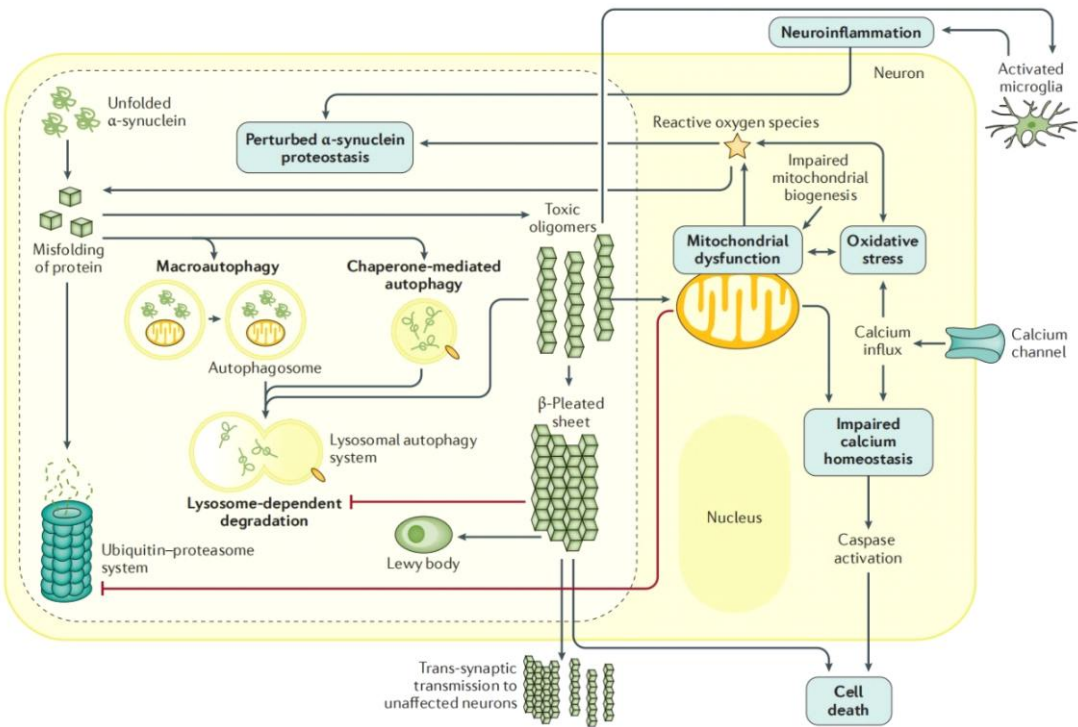 Neuroinflammation
Neuron
Activated
microglia
Unfolded
α-synuclein
Perturbed α-synuclein
proteostasis
Reactive oxygen species
Impaired
mitochondrial
biogenesis
Misfolding
of protein
Toxic
oligomers
Mitochondrial
dysfunction
Oxidative
stress
Macroautophagy
Chaperone-mediated
autophagy
Autophagosome
Calcium
influx
Calcium
channel
β-Pleated
sheet
Impaired
calcium
homeostasis
Lysosomal autophagy
system
Lysosome-dependent
degradation
Nucleus
Ubiquitin–proteasome
system
Lewy body
Caspase
activation
Trans-synaptic
transmission to
unaffected neurons
Cell
death